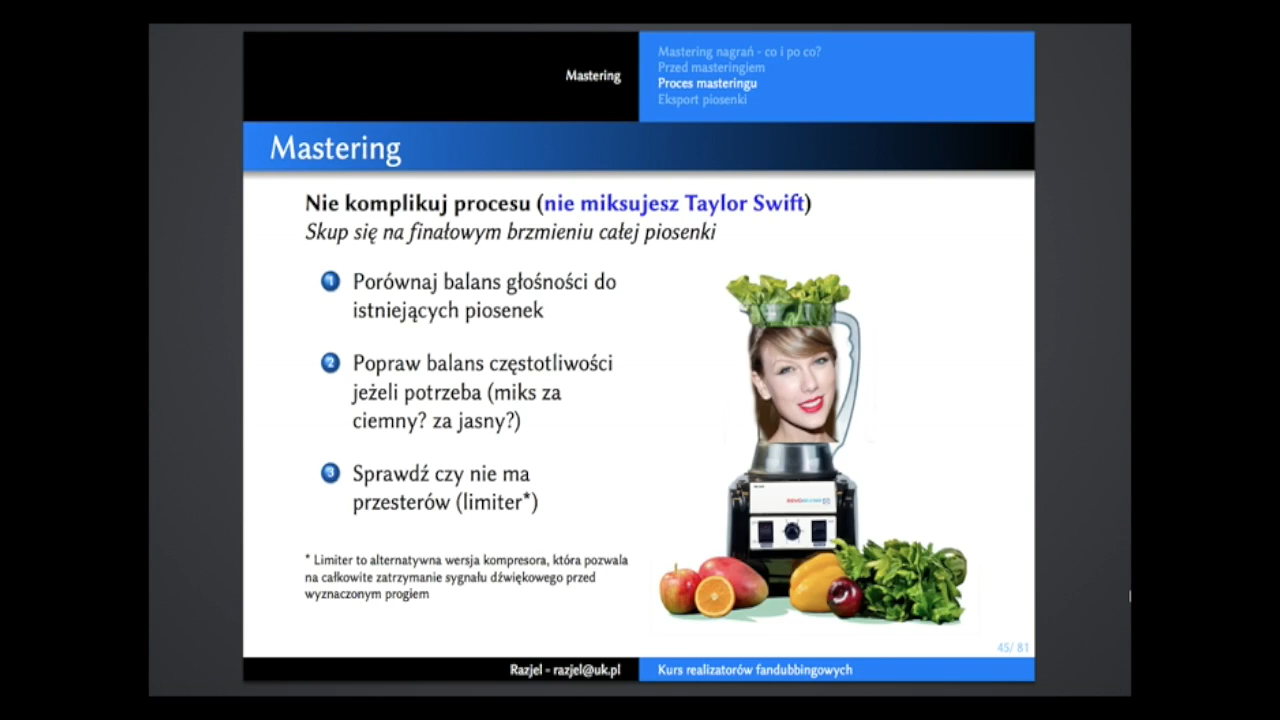 Mastering
Mastering nagrań - co i po co?
Przed masteringiem
Proces masteringu
Eksport piosenki
Mastering
Nie komplikuj procesu (nie miksujesz Taylor Swift)
Skup się na finałowym brzmieniu całej piosenki
1 Porównaj balans głośności do
istniejących piosenek
2 Popraw balans częstotliwości
jeżeli potrzeba (miks za
ciemny? za jasny?)
3 Sprawdź czy nie ma
przesterów (limiter*)
* Limiter to alternatywna wersja kompresora, która pozwala
na całkowite zatrzymanie sygnału dźwiękowego przed
wyznaczonym progiem
45/ 81
Razjel - razjel@uk.pl
Kurs realizatorów fandubbingowych